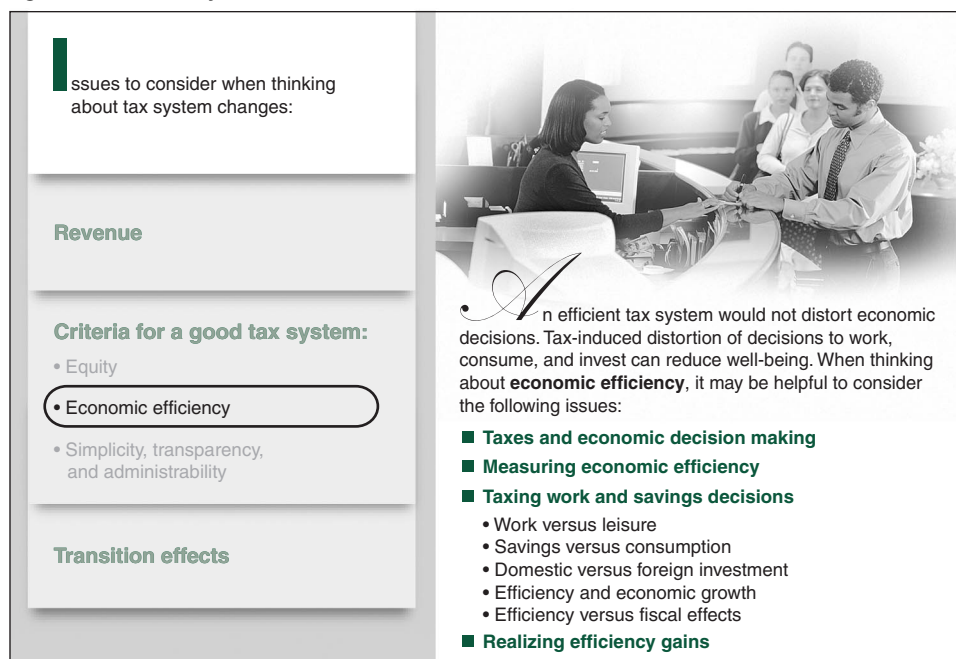 Issues to consider when thinking
about tax system changes:
Revenue
Criteria for a good tax system:
• Equity
• Economic efficiency
• Simplicity, transparency,
and administrability
Transition effects
An efficient tax system would not distort economic
decisions. Tax-induced distortion of decisions to work,
consume, and invest can reduce well-being. When thinking
about economic efficiency, it may be helpful to consider
the following issues:
■ Taxes and economic decision making
■ Measuring economic efficiency
■ Taxing work and savings decisions
• Work versus leisure
• Savings versus consumption
• Domestic versus foreign investment
• Efficiency and economic growth
• Efficiency versus fiscal effects
■ Realizing efficiency gains